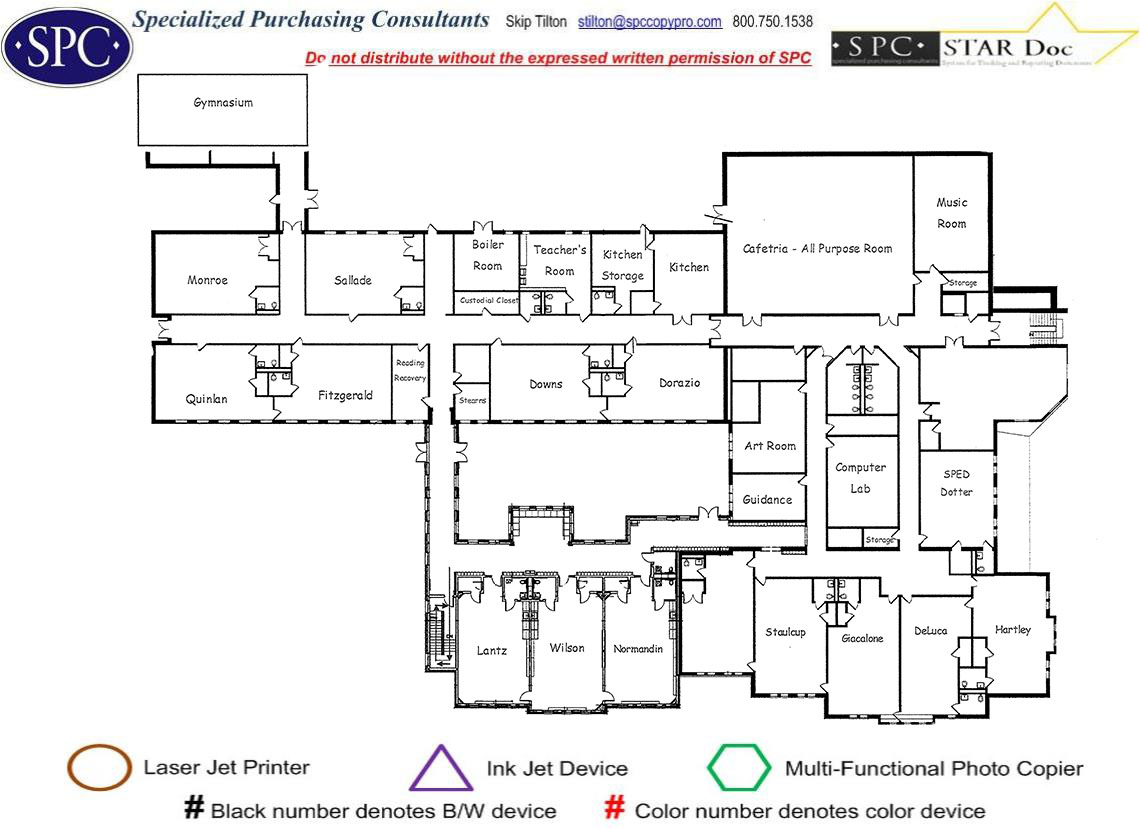 SPC
Specialized Purchasing Consultants Skip Tilton stilton@spccopypro.com 800.750.1538
Do not distribute without the expressed written permission of SPC
SPC STAR Doc
specialized purchasing consultants System for Tracking and Reporting Documents
Gymnasium
Monroe
Sallade
Boiler
Room
Custodial Closet
Teacher's
Room
Kitchen
Storage
Kitchen
Cafetria - All Purpose Room
Music
Room
Storage
Quinlan
Fitzgerald
Reading
Recovery
Stearns
Downs
Dorazio
Art Room
Guidance
Computer
Lab
Storage
SPED
Dotter
Lantz
Wilson
Normandin
Staulcup
Giacalone
DeLuca
Hartley
Laser Jet Printer
Ink Jet Device
Multi-Functional Photo Copier
# Black number denotes B/W device
# Color number denotes color device